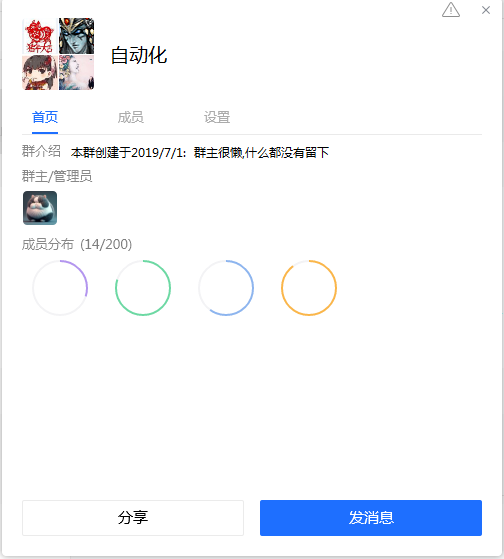 自动化
首页 成员 设置
群介绍 本群创建于2019/7/1: 群主很懒,什么都没有留下
群主/管理员
成员分布 (14/200)
分享 发消息